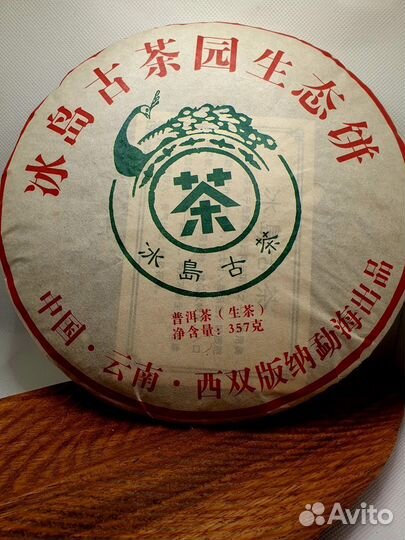 冰岛古茶园生态饼
茶
冰島古茶
普洱茶（生茶）
净含量：357克
中国·云南·西双版纳勐海出品
Avito